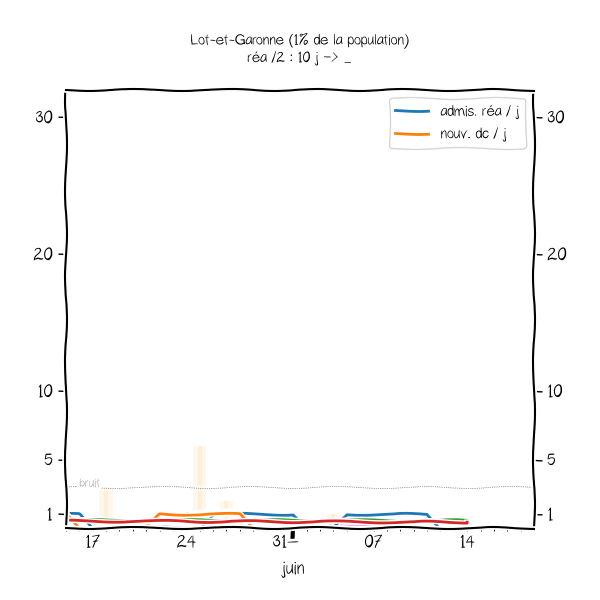 Lot-et-Garonne (1% de la population)
réa /2 : 10 j -> _
admis. réa / j
nouv. dc / j
30
30
20
20
10
10
5
5
bruit
1
1
17
24
31
07
14
juin